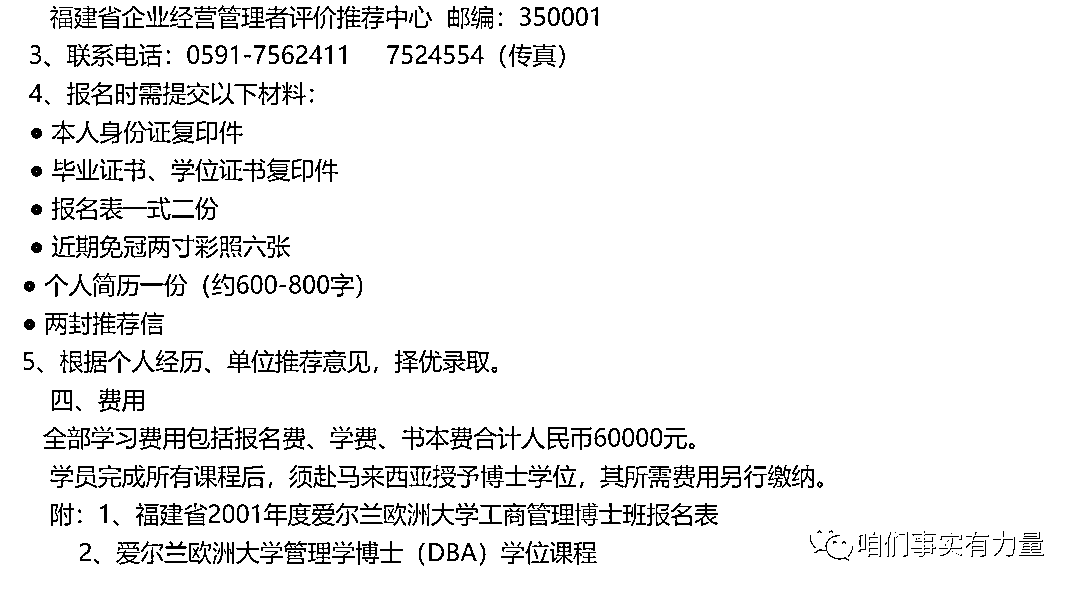 福建省企业经营管理者评价推荐中心 邮编：350001
3、联系电话：0591-7562411 7524554（传真）
4、报名时需提交以下材料：
● 本人身份证复印件
● 毕业证书、学位证书复印件
● 报名表一式二份
● 近期免冠两寸彩照六张
● 个人简历一份（约600-800字）
● 两封推荐信
5、根据个人经历、单位推荐意见，择优录取。
四、费用
全部学习费用包括报名费、学费、书本费合计人民币60000元。
学员完成所有课程后，须赴马来西亚授予博士学位，其所需费用另行缴纳。
附：1、福建省2001年度爱尔兰欧洲大学工商管理博士班报名表
2、爱尔兰欧洲大学管理学博士（DBA）学位课程
咱们事实有力量